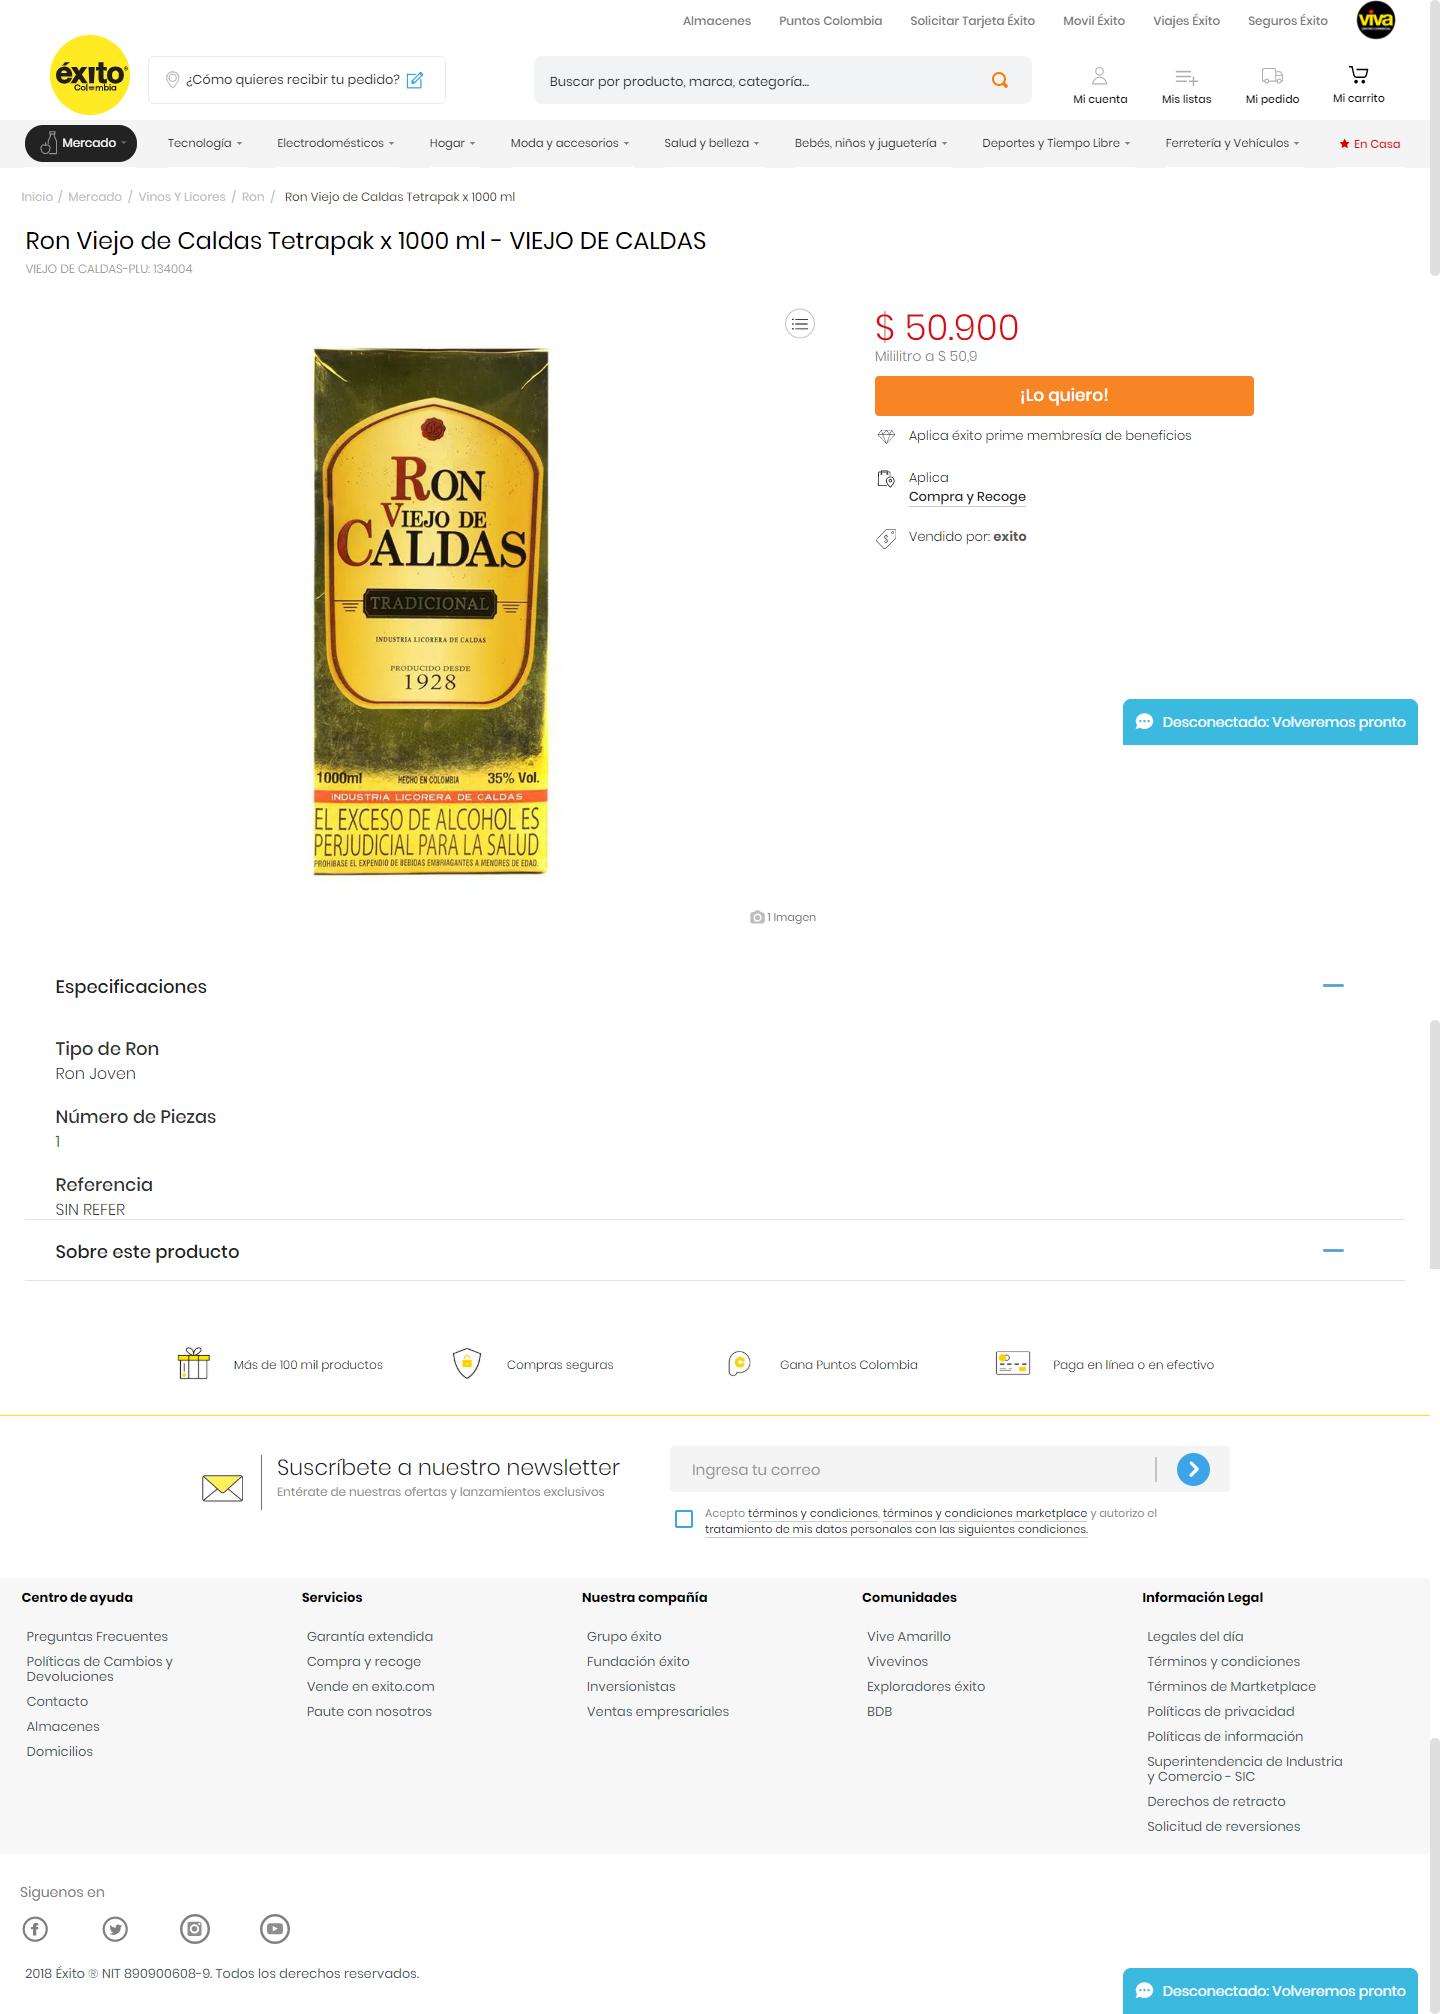 Almacenes Puntos Colombia Solicitar Tarjeta Éxito Movil Éxito Viajes Éxito Seguros Éxito viva
éxito
Colombia
¿Cómo quieres recibir tu pedido?
Buscar por producto, marca, categoría...
Mi cuenta Mis listas Mi pedido Mi carrito
Mercado Tecnología Electrodomésticos Hogar Moda y accesorios Salud y belleza Bebés, niños y juguetería Deportes y Tiempo Libre Ferretería y Vehículos En Casa
Inicio / Mercado / Vinos Y Licores / Ron / Ron Viejo de Caldas Tetrapak x 1000 ml
Ron Viejo de Caldas Tetrapak x 1000 ml - VIEJO DE CALDAS
VIEJO DE CALDAS-PLU: 134004
RON
VIEJO DE
CALDAS
TRADICIONAL
INDUSTRIA LICORERA DE CALDAS
PRODUCIDO DESDE
1928
1000ml HECHO EN COLOMBIA 35% Vol.
INDUSTRIA LICORERA DE CALDAS
EL EXCESO DE ALCOHOL ES
PERJUDICIAL PARA LA SALUD
PROHÍBASE EL EXPENDIO DE BEBIDAS EMBRIAGANTES A MENORES DE EDAD.
1 Imagen
$ 50.900
Mililitro a $ 50,9
¡Lo quiero!
Aplica éxito prime membresía de beneficios
Aplica
Compra y Recoge
Vendido por: exito
Desconectado: Volveremos pronto
Especificaciones
Tipo de Ron
Ron Joven
Número de Piezas
1
Referencia
SIN REFER
Sobre este producto
Más de 100 mil productos Compras seguras Gana Puntos Colombia Paga en línea o en efectivo
Suscríbete a nuestro newsletter
Entérate de nuestras ofertas y lanzamientos exclusivos
Ingresa tu correo
Acepto términos y condiciones, términos y condiciones marketplace y autorizo el
tratamiento de mis datos personales con las siguientes condiciones.
Centro de ayuda
Preguntas Frecuentes
Políticas de Cambios y
Devoluciones
Contacto
Almacenes
Domicilios
Servicios
Garantía extendida
Compra y recoge
Vende en exito.com
Paute con nosotros
Nuestra compañía
Grupo éxito
Fundación éxito
Inversionistas
Ventas empresariales
Comunidades
Vive Amarillo
Vivevinos
Exploradores éxito
BDB
Información Legal
Legales del día
Términos y condiciones
Términos de Martketplace
Políticas de privacidad
Políticas de información
Superintendencia de Industria
y Comercio - SIC
Derechos de retracto
Solicitud de reversiones
Siguenos en
2018 Éxito ® NIT 890900608-9. Todos los derechos reservados.
Desconectado: Volveremos pronto